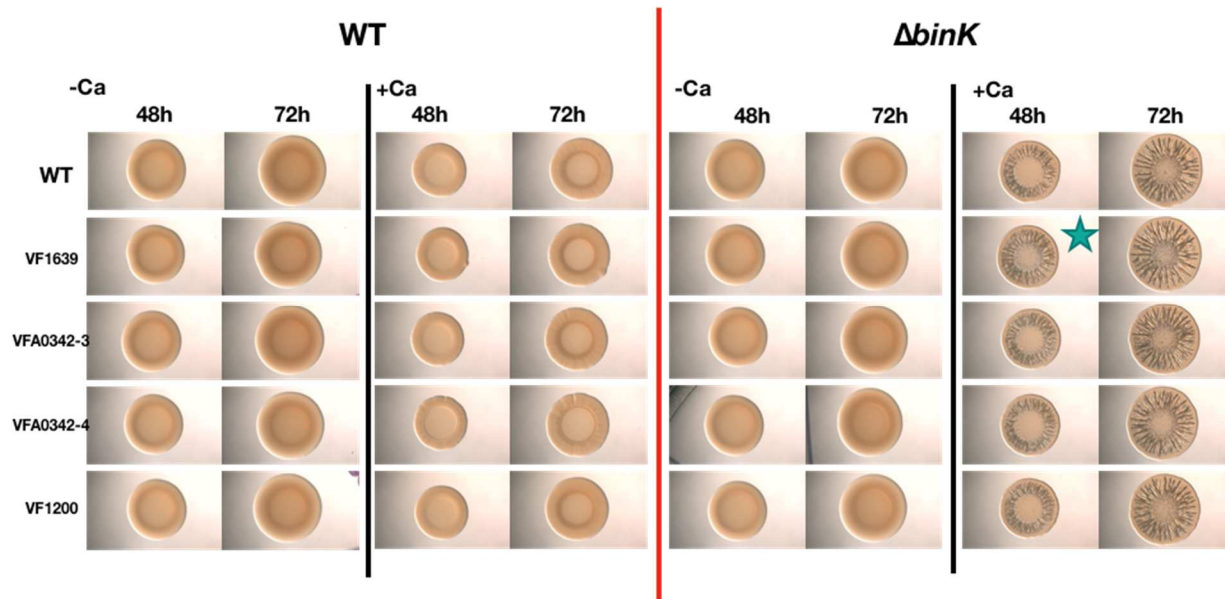 WT
ΔbinK
-Ca
+Ca
-Ca
+Ca
48h 72h 48h 72h 48h 72h 48h 72h
WT
VF1639
VFA0342-3
VFA0342-4
VF1200